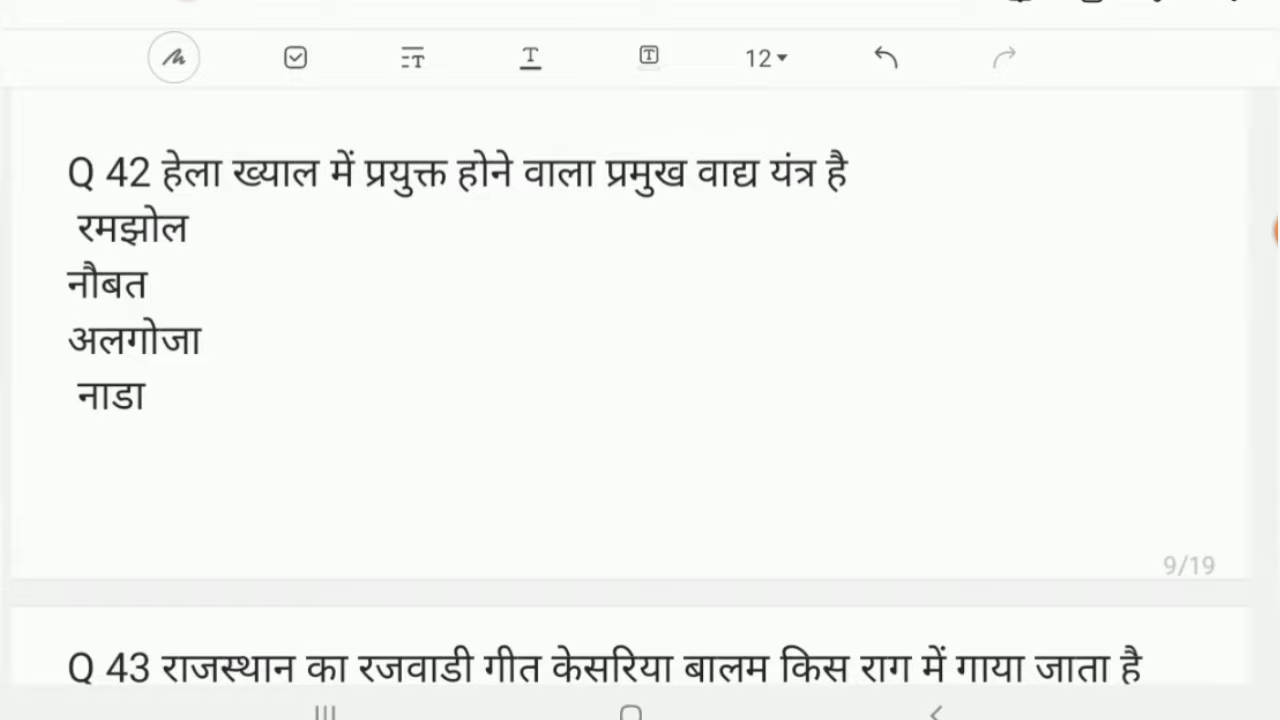 12
Q 42 हेला ख्याल में प्रयुक्त होने वाला प्रमुख वाद्य यंत्र है
रमझोल
नौबत
अलगोजा
नाडा
9/19
Q 43 राजस्थान का रजवाडी गीत केसरिया बालम किस राग में गाया जाता है